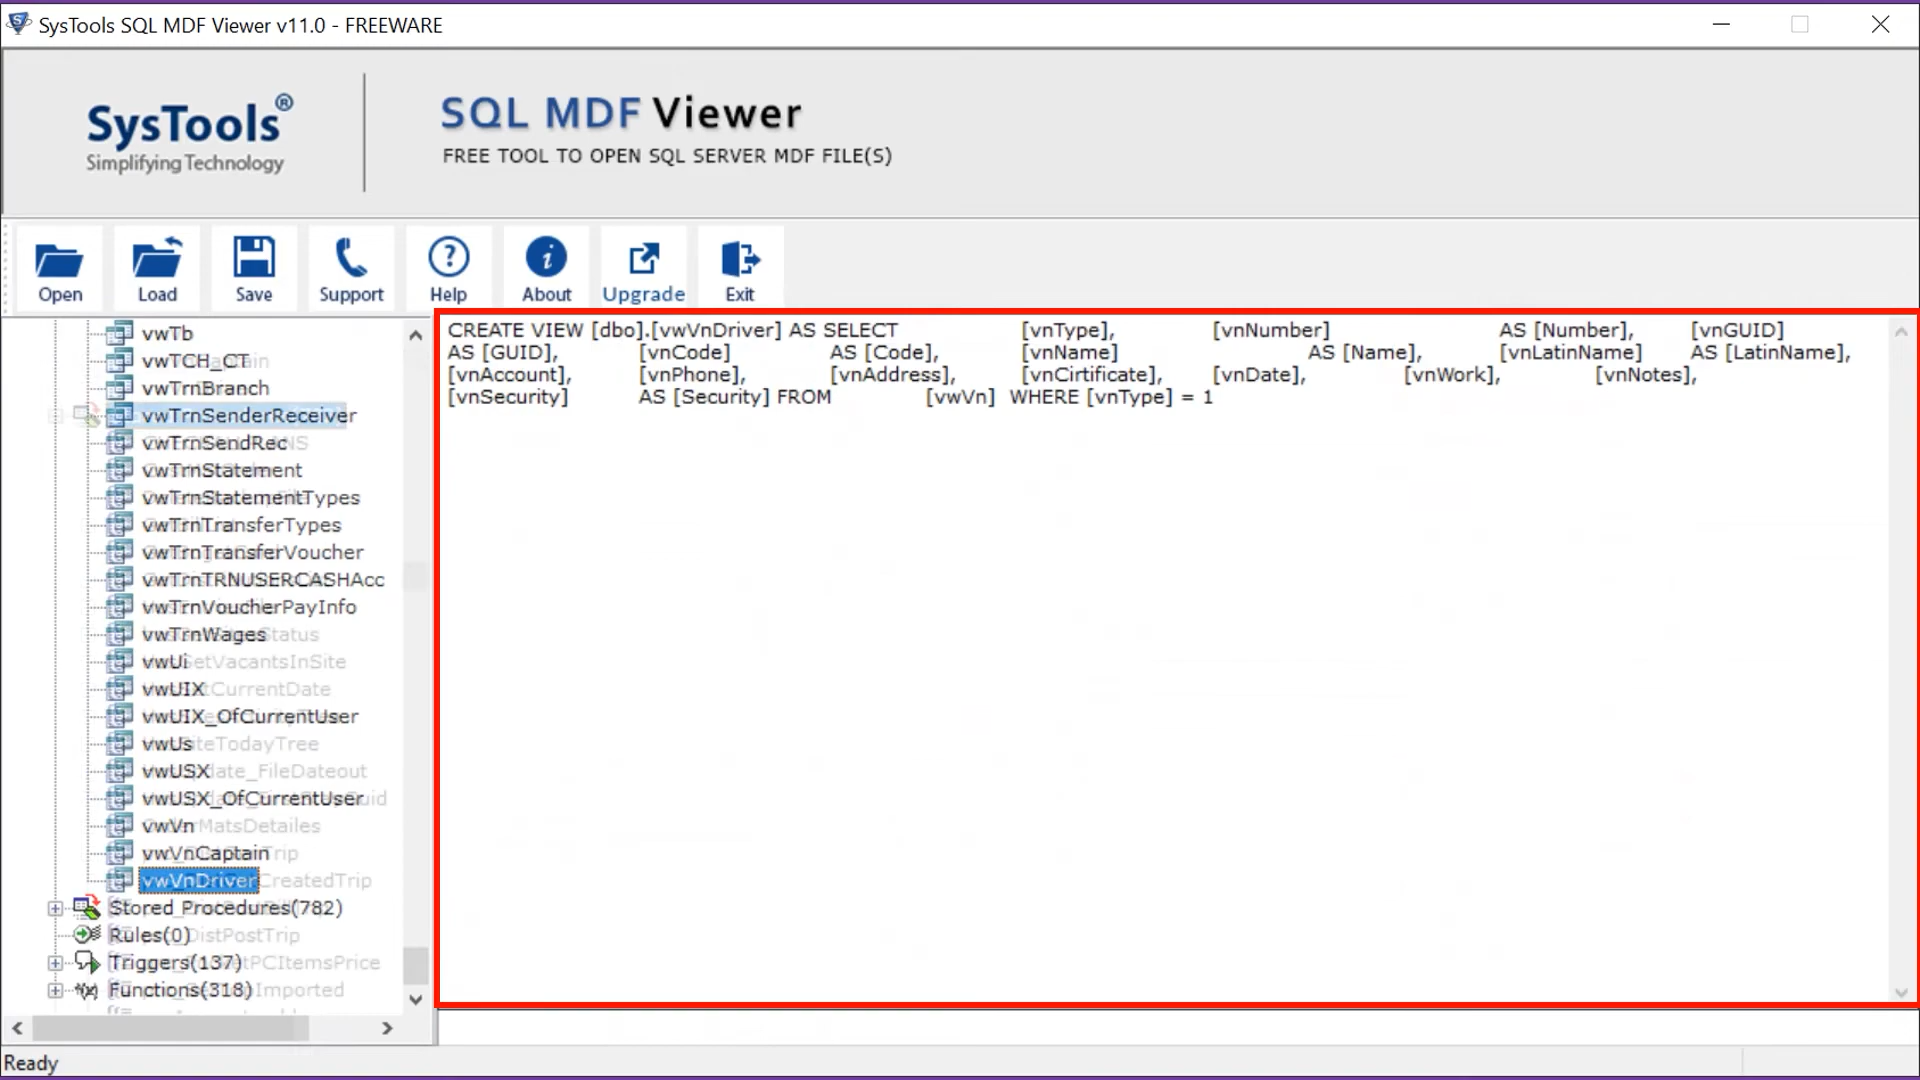 SysTools SQL MDF Viewer v11.0 - FREEWARE
SysTools®
Simplifying Technology
SQL MDF Viewer
FREE TOOL TO OPEN SQL SERVER MDF FILE(S)
Open Load Save Support Help About Upgrade Exit
vwTb
vwTCH_CT
vwTrnBranch
vwTrnSenderReceiver
vwTrnSendRec
vwTrnStatement
vwTrnStatementTypes
vwTrnTransferTypes
vwTrnTransferVoucher
vwTrnTRNUSERCASHAcc
vwTrnVoucherPayInfo
vwTrnWages
vwUi
vwUIX
vwUIX_OfCurrentUser
vwUs
vwUSX
vwUSX_OfCurrentUser
vwVn
vwVnCaptain
vwVnDriver
Stored Procedures(782)
Rules(0)
Triggers(137)
Functions(318)
CREATE VIEW [dbo].[vwVnDriver] AS SELECT [vnType], [vnNumber] AS [Number], [vnGUID]
AS [GUID], [vnCode] AS [Code], [vnName] AS [Name], [vnLatinName] AS [LatinName],
[vnAccount], [vnPhone], [vnAddress], [vnCirtificate], [vnDate], [vnWork], [vnNotes],
[vnSecurity] AS [Security] FROM [vwVn] WHERE [vnType] = 1
Ready